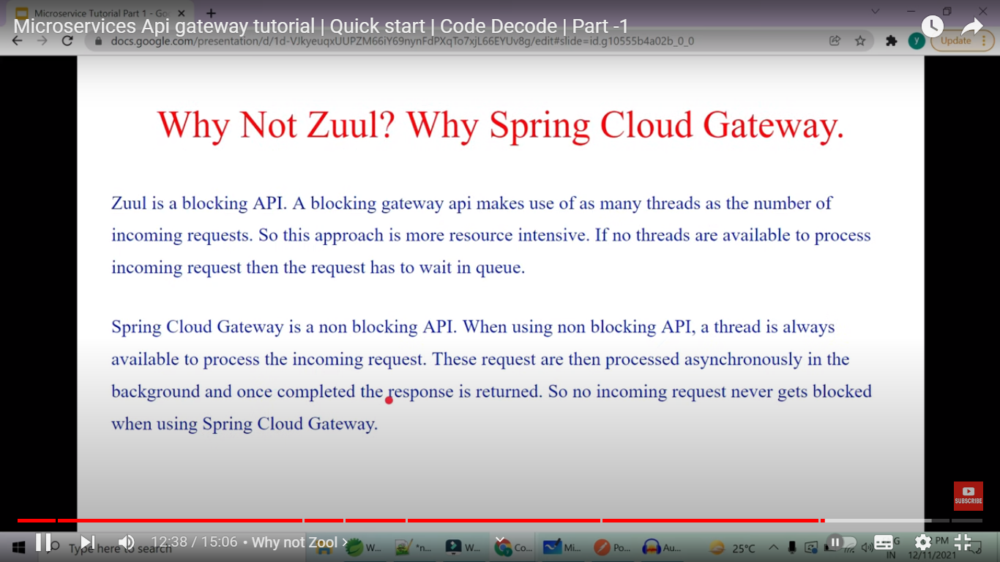 Microservice Tutorial Part 1 - Go
Microservices Api gateway tutorial | Quick start | Code Decode | Part -1
docs.google.com/presentation/d/1d-VJkyeuqxUUPZM66iY69nynFdPXqTo7xjL66EYUv8g/edit#slide=id.g10555b4a02b_0_0
y
Update
Why Not Zuul? Why Spring Cloud Gateway.
Zuul is a blocking API. A blocking gateway api makes use of as many threads as the number of
incoming requests. So this approach is more resource intensive. If no threads are available to process
incoming request then the request has to wait in queue.
Spring Cloud Gateway is a non blocking API. When using non blocking API, a thread is always
available to process the incoming request. These request are then processed asynchronously in the
background and once completed the response is returned. So no incoming request never gets blocked
when using Spring Cloud Gateway.
SUBSCRIBE
Type here to search
12:38 / 15:06 • Why not Zool
W...
*n...
W...
Co...
Mi...
Po...
Au...
25°C
G
IN
PM
12/11/2021